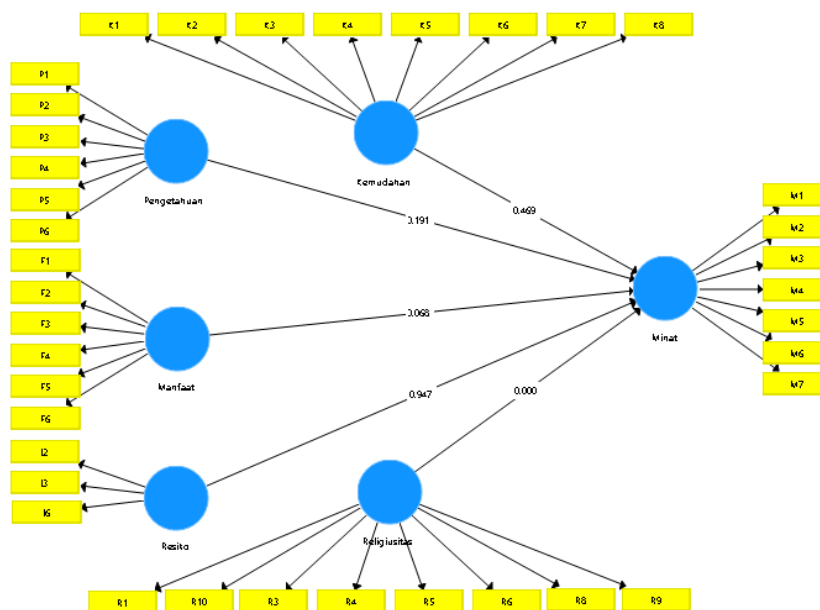 K1 K2 K3 K4 K5 K6 K7 K8
P1
P2
P3
P4
P5
P6
Pengetahuan
Kemudahan
0.469
0.191
M1
M2
M3
M4
M5
M6
M7
Minat
F1
F2
F3
F4
F5
F6
Manfaat
0.068
0.947
0.000
I2
I3
I6
Resiko
Religiusitas
R1 R10 R3 R4 R5 R6 R8 R9